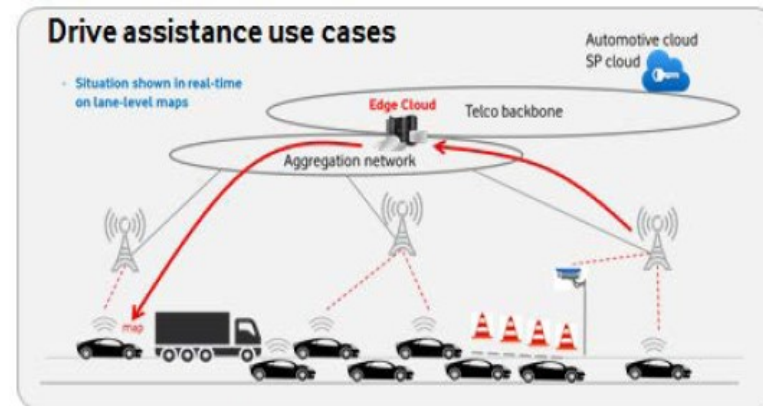 Drive assistance use cases
Automotive cloud
SP cloud
Situation shown in real-time
on lane-level maps
Edge Cloud
Telco backbone
Aggregation network
map